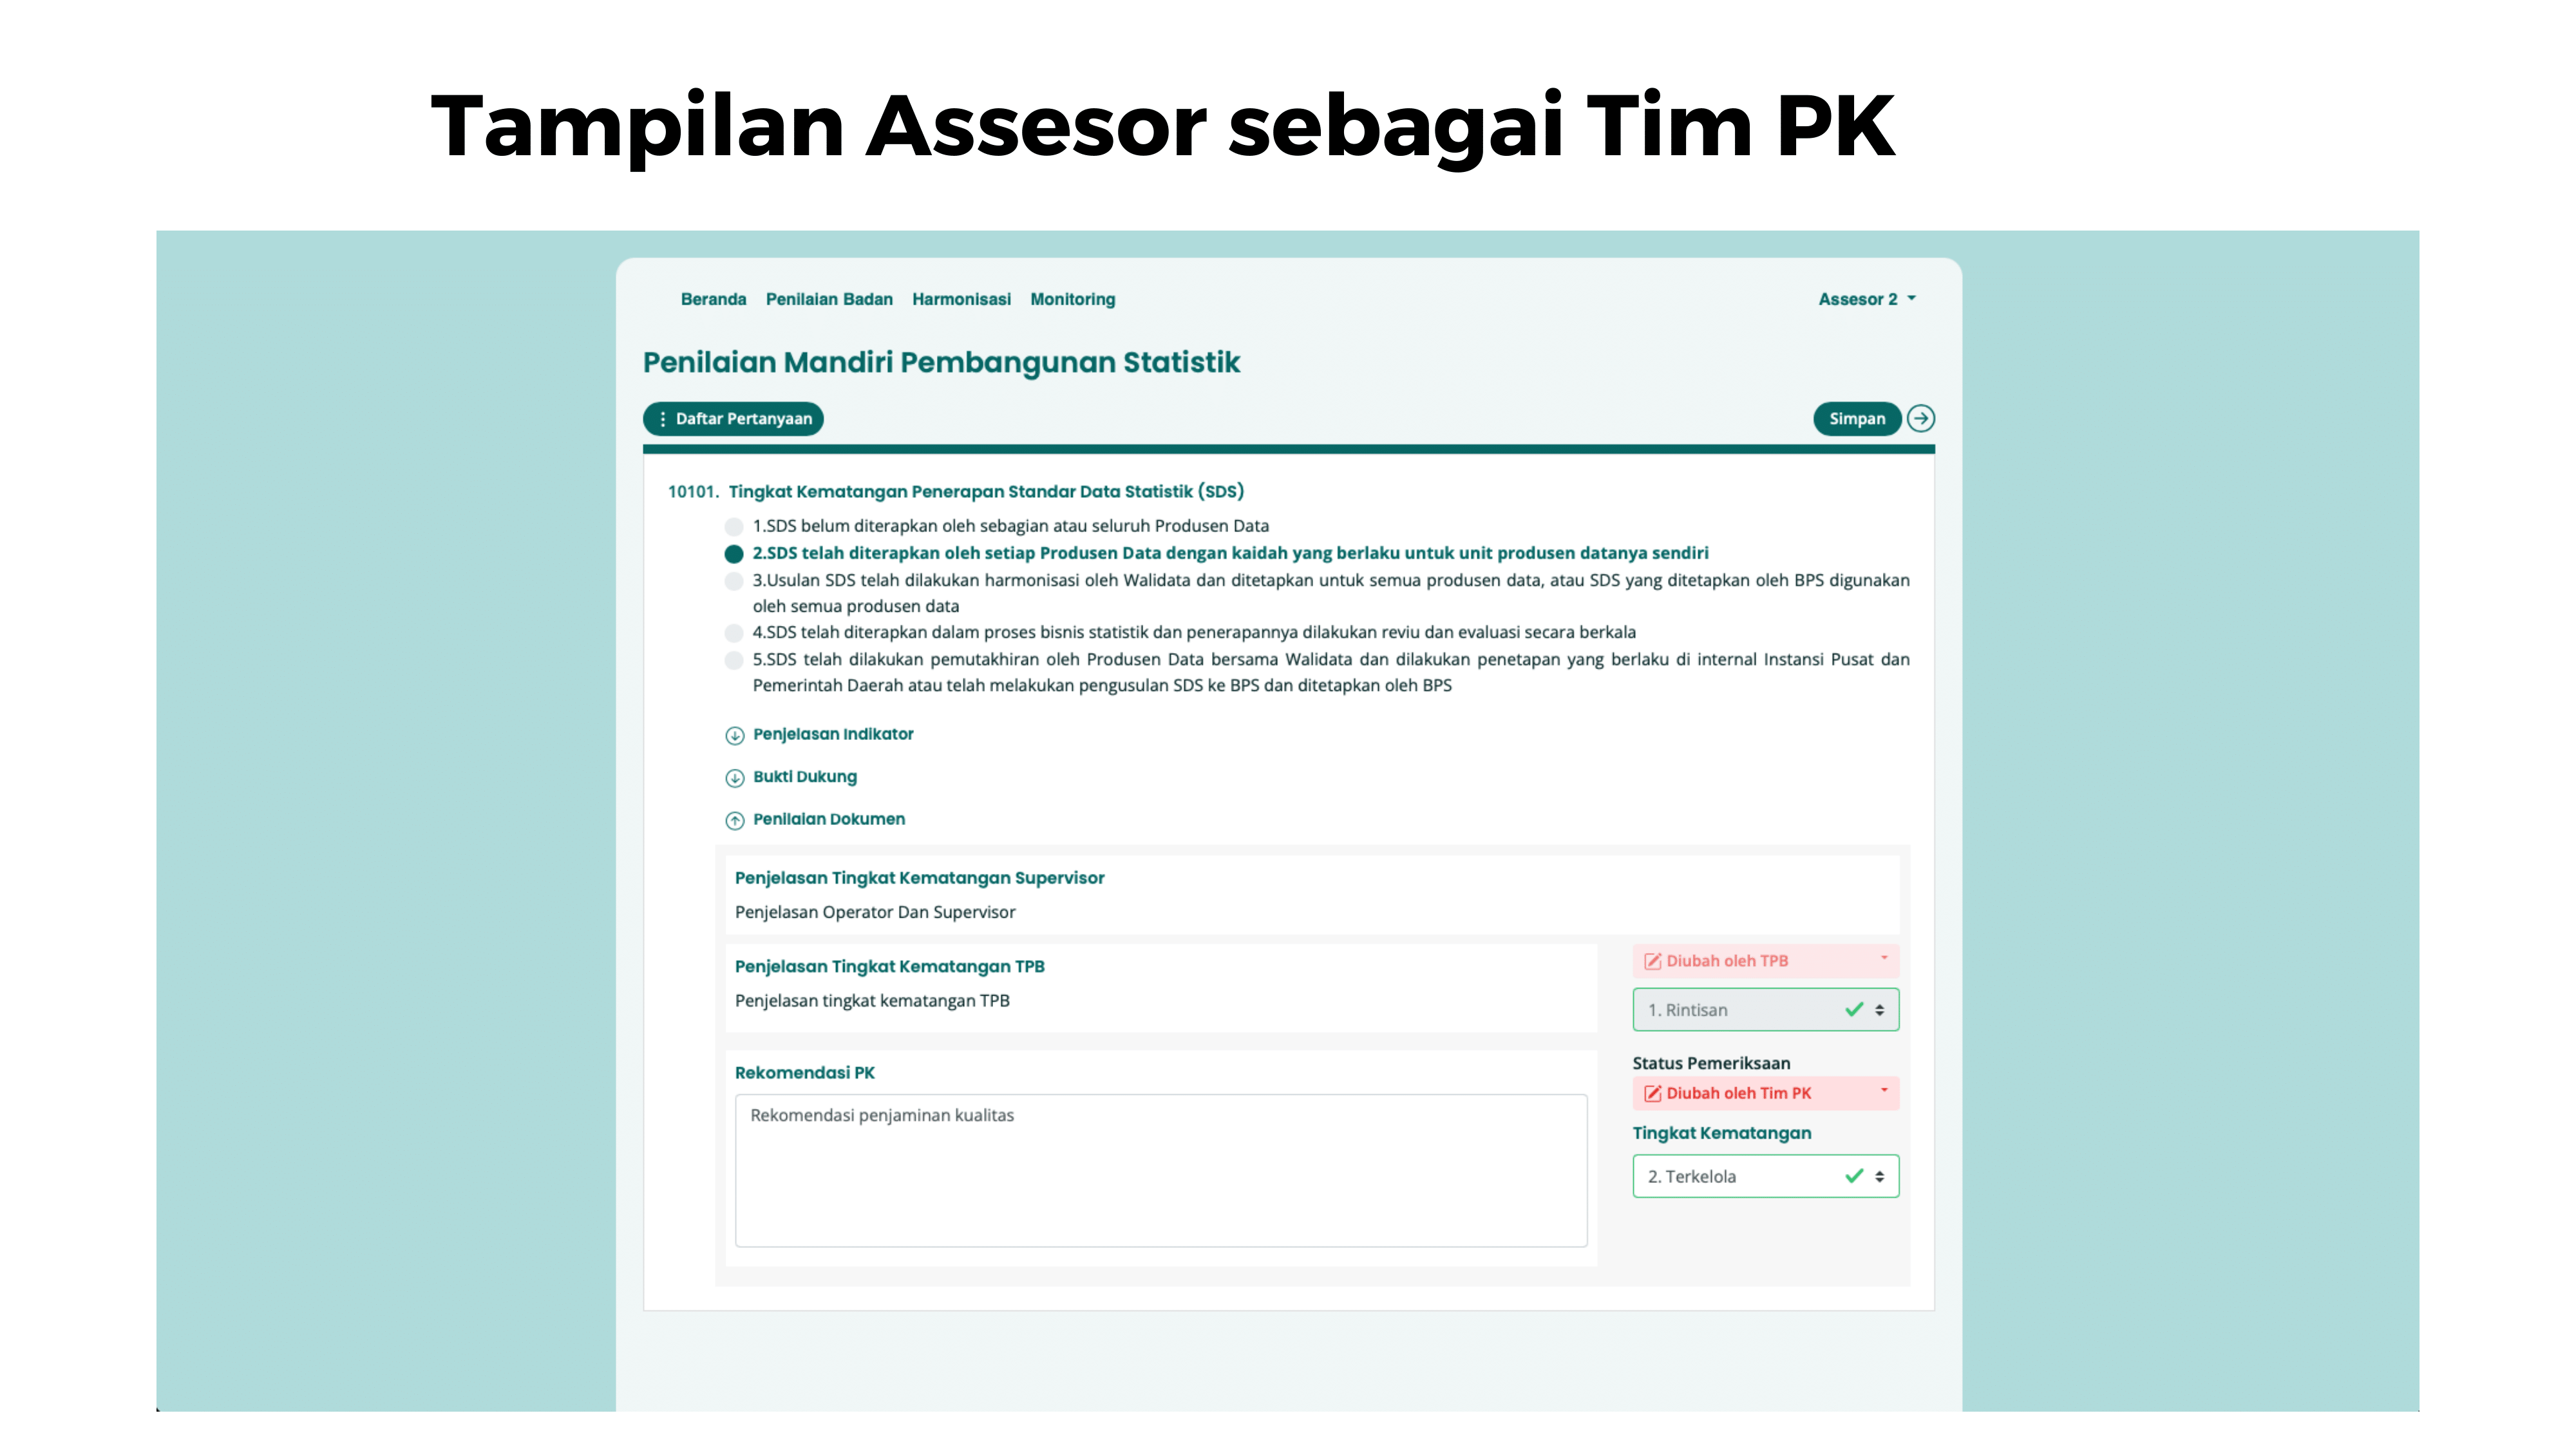 Tampilan Assesor sebagai Tim PK
Beranda Penilaian Badan Harmonisasi Monitoring Assesor 2
Penilaian Mandiri Pembangunan Statistik
Daftar Pertanyaan Simpan
10101. Tingkat Kematangan Penerapan Standar Data Statistik (SDS)
1.SDS belum diterapkan oleh sebagian atau seluruh Produsen Data
2.SDS telah diterapkan oleh setiap Produsen Data dengan kaidah yang berlaku untuk unit produsen datanya sendiri
3.Usulan SDS telah dilakukan harmonisasi oleh Walidata dan ditetapkan untuk semua produsen data, atau SDS yang ditetapkan oleh BPS digunakan
oleh semua produsen data
4.SDS telah diterapkan dalam proses bisnis statistik dan penerapannya dilakukan reviu dan evaluasi secara berkala
5.SDS telah dilakukan pemutakhiran oleh Produsen Data bersama Walidata dan dilakukan penetapan yang berlaku di internal Instansi Pusat dan
Pemerintah Daerah atau telah melakukan pengusulan SDS ke BPS dan ditetapkan oleh BPS
Penjelasan Indikator
Bukti Dukung
Penilaian Dokumen
Penjelasan Tingkat Kematangan Supervisor
Penjelasan Operator Dan Supervisor
Penjelasan Tingkat Kematangan TPB
Penjelasan tingkat kematangan TPB
Diubah oleh TPB
1. Rintisan
Rekomendasi PK
Rekomendasi penjaminan kualitas
Status Pemeriksaan
Diubah oleh Tim PK
Tingkat Kematangan
2. Terkelola